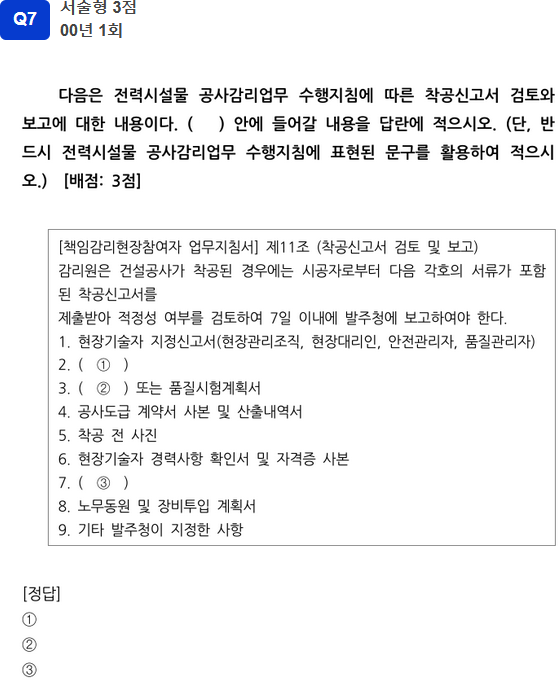 Q7
서술형 3점
00년 1회
다음은 전력시설물 공사감리업무 수행지침에 따른 착공신고서 검토와
보고에 대한 내용이다. (    ) 안에 들어갈 내용을 답란에 적으시오. (단, 반
드시 전력시설물 공사감리업무 수행지침에 표현된 문구를 활용하여 적으시
오.) [배점: 3점]
[책임감리현장참여자 업무지침서] 제11조 (착공신고서 검토 및 보고)
감리원은 건설공사가 착공된 경우에는 시공자로부터 다음 각호의 서류가 포함
된 착공신고서를
제출받아 적정성 여부를 검토하여 7일 이내에 발주청에 보고하여야 한다.
1. 현장기술자 지정신고서(현장관리조직, 현장대리인, 안전관리자, 품질관리자)
2. ( ① )
3. ( ② ) 또는 품질시험계획서
4. 공사도급 계약서 사본 및 산출내역서
5. 착공 전 사진
6. 현장기술자 경력사항 확인서 및 자격증 사본
7. ( ③ )
8. 노무동원 및 장비투입 계획서
9. 기타 발주청이 지정한 사항
[정답]
①
②
③